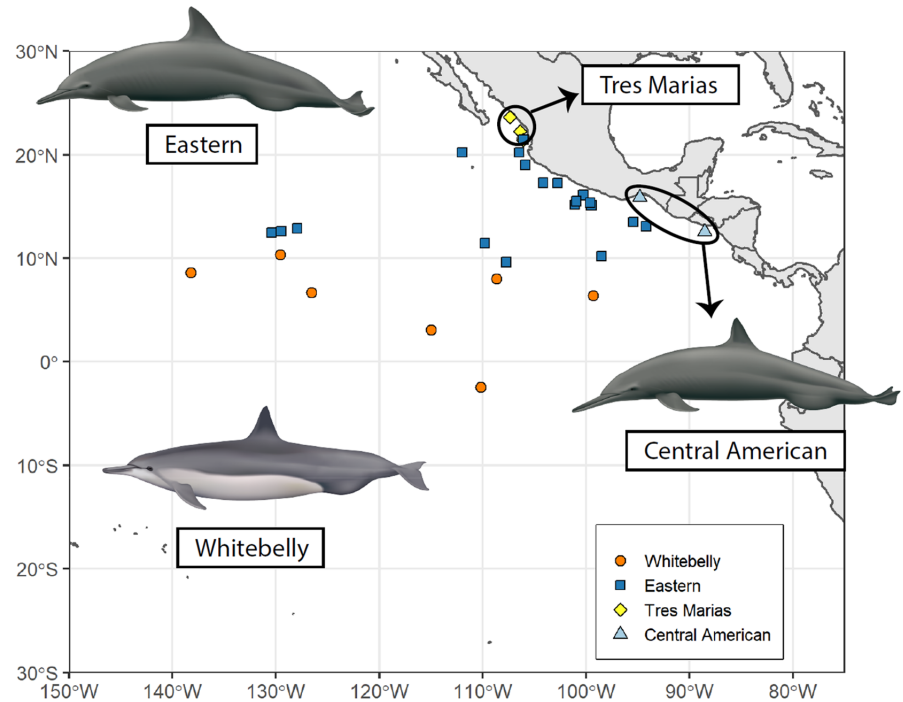 30°N
20°N
10°N
0°
10°S
20°S
30°S
150°W
140°W
130°W
120°W
110°W
100°W
90°W
80°W
Eastern
Tres Marias
Central American
Whitebelly
Whitebelly
Eastern
Tres Marias
Central American